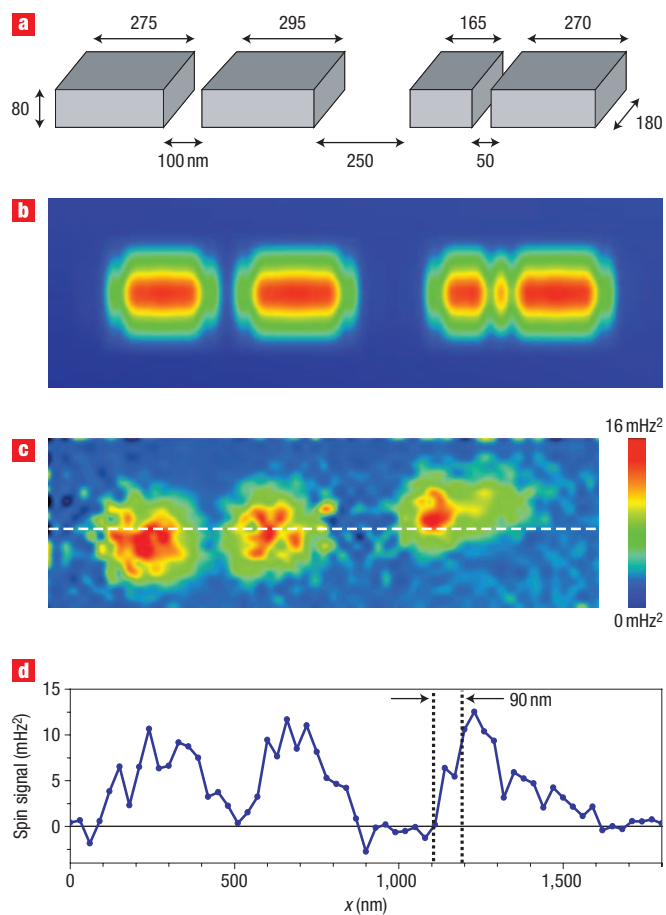 a
275 295 165 270
80
180
100 nm 250 50
b
c
16 mHz²
0 mHz²
d
90 nm
Spin signal (mHz²)
15
10
5
0
0 500 1,000 1,500
x (nm)